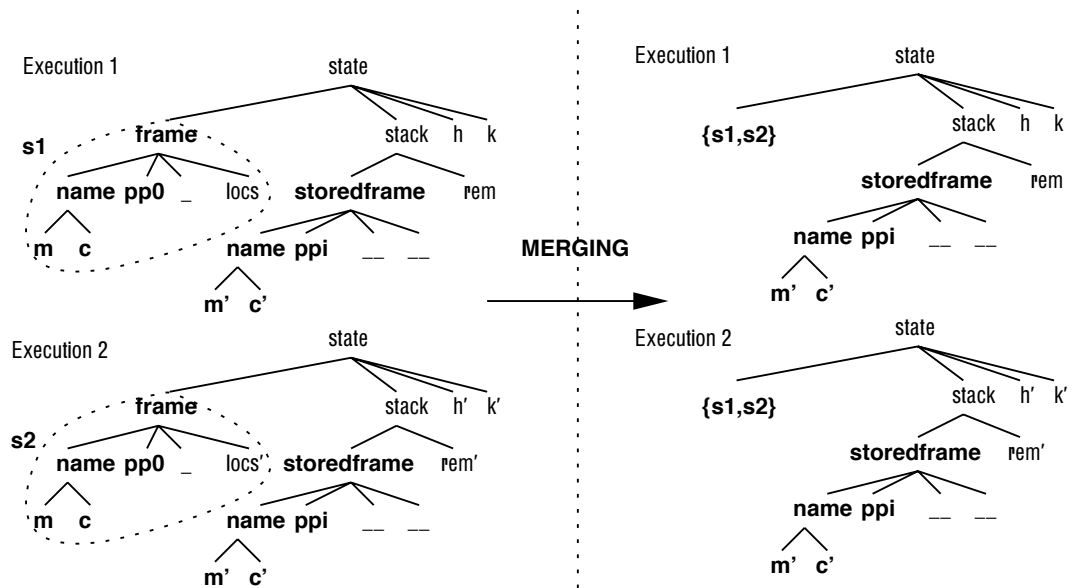 Execution 1
state
s1
frame
stack h k
name pp0 _ locs
storedframe rem
m c
name ppi __ __
m' c'
Execution 2
state
s2
frame
stack h' k'
name pp0 _ locs'
storedframe rem'
m c
name ppi __ __
m' c'
MERGING
Execution 1
state
{s1,s2}
stack h k
storedframe rem
name ppi __ __
m' c'
Execution 2
state
{s1,s2}
stack h' k'
storedframe rem'
name ppi __ __
m' c'